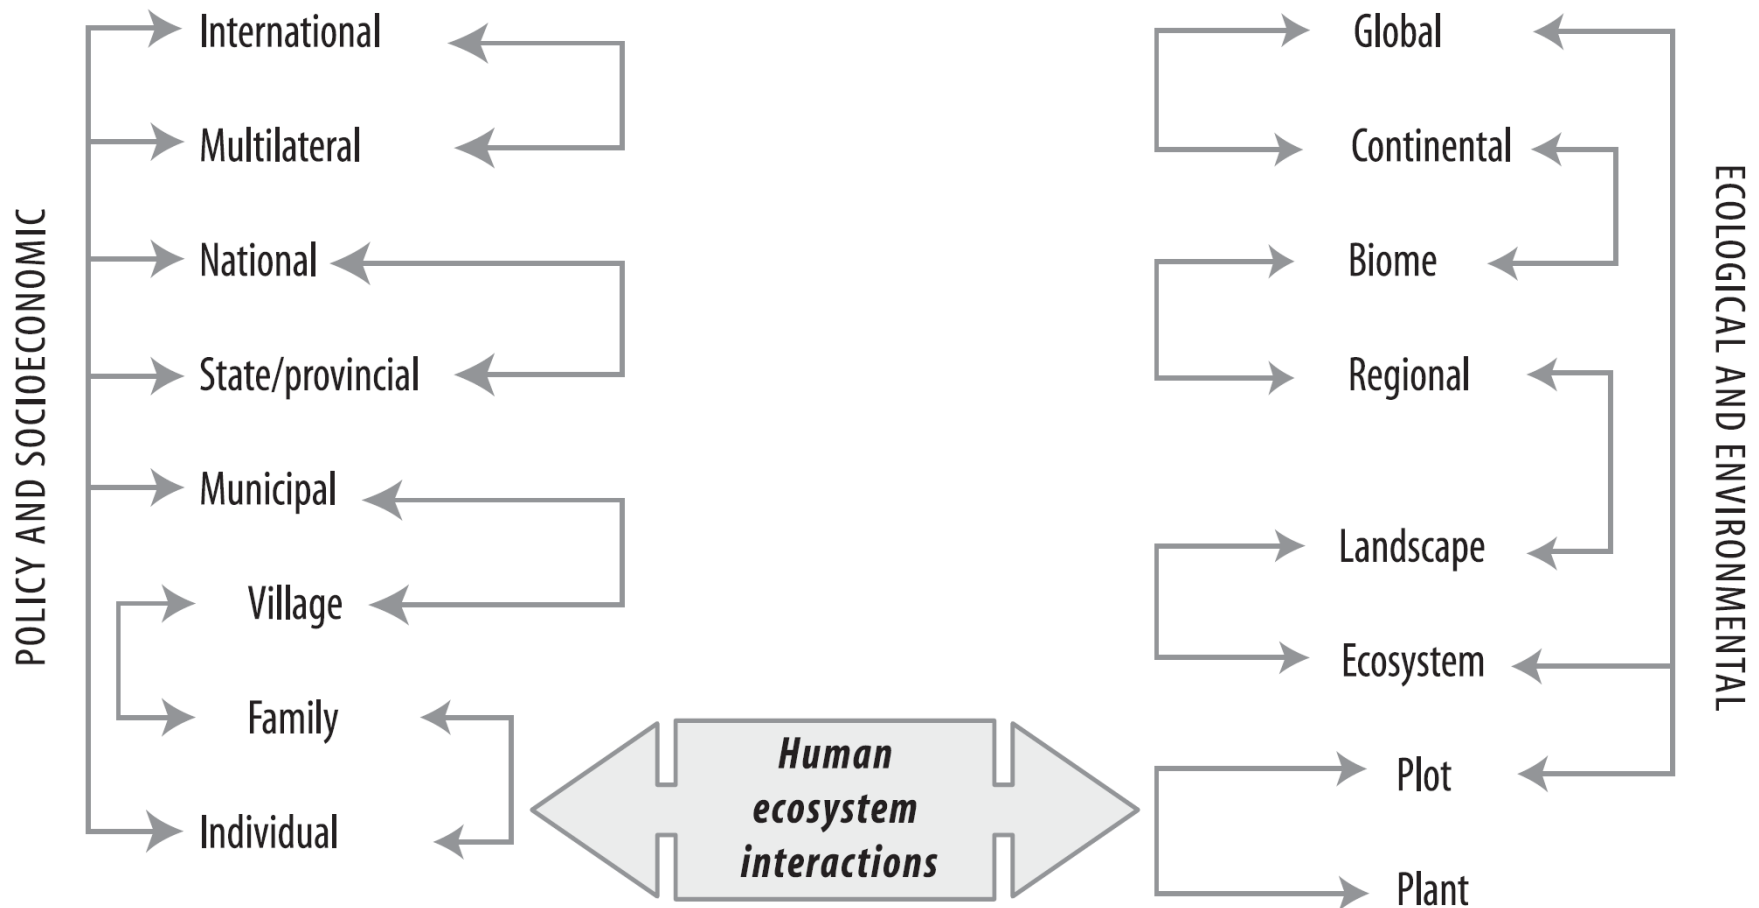 POLICY AND SOCIOECONOMIC
International
Multilateral
National
State/provincial
Municipal
Village
Family
Individual
Human
ecosystem
interactions
Global
Continental
Biome
Regional
Landscape
Ecosystem
Plot
Plant
ECOLOGICAL AND ENVIRONMENTAL